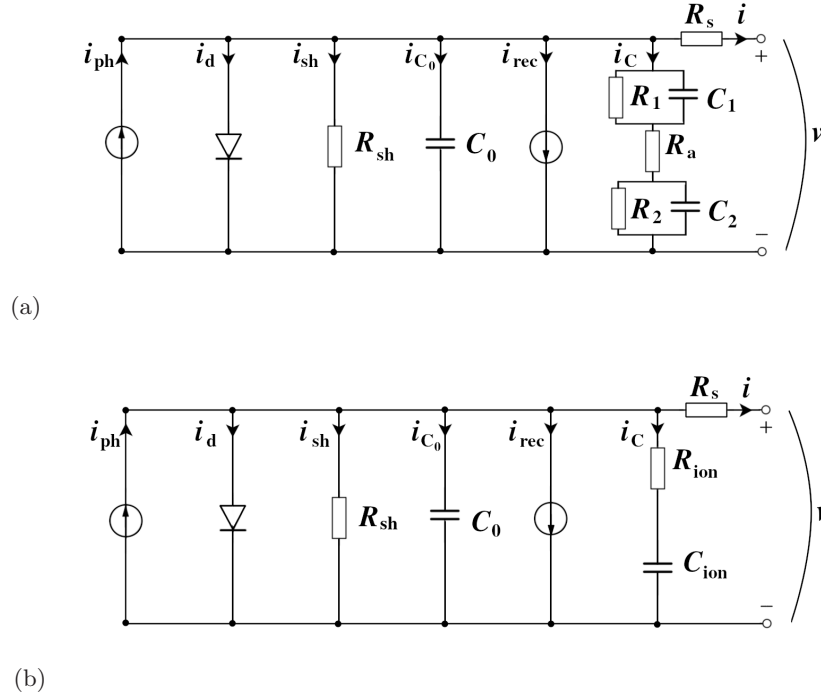 R_s i
i_ph i_d i_sh i_C₀ i_rec i_C +
R_1 C_1
R_sh C_0 R_a v
R_2 C_2
−
(a)
R_s i
i_ph i_d i_sh i_C₀ i_rec i_C +
R_ion
R_sh C_0 v
C_ion
−
(b)